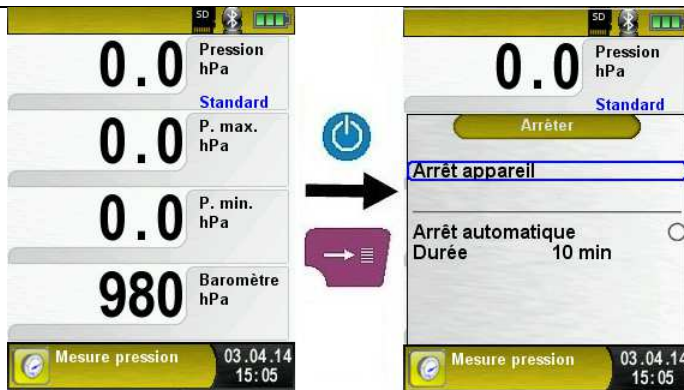 SD
0.0 Pression
hPa
Standard
0.0 P. max.
hPa
0.0 P. min.
hPa
980 Baromètre
hPa
Mesure pression 03.04.14
15:05
SD
0.0 Pression
hPa
Standard
Arrêter
Arrêt appareil
Arrêt automatique
Durée 10 min
Mesure pression 03.04.14
15:05